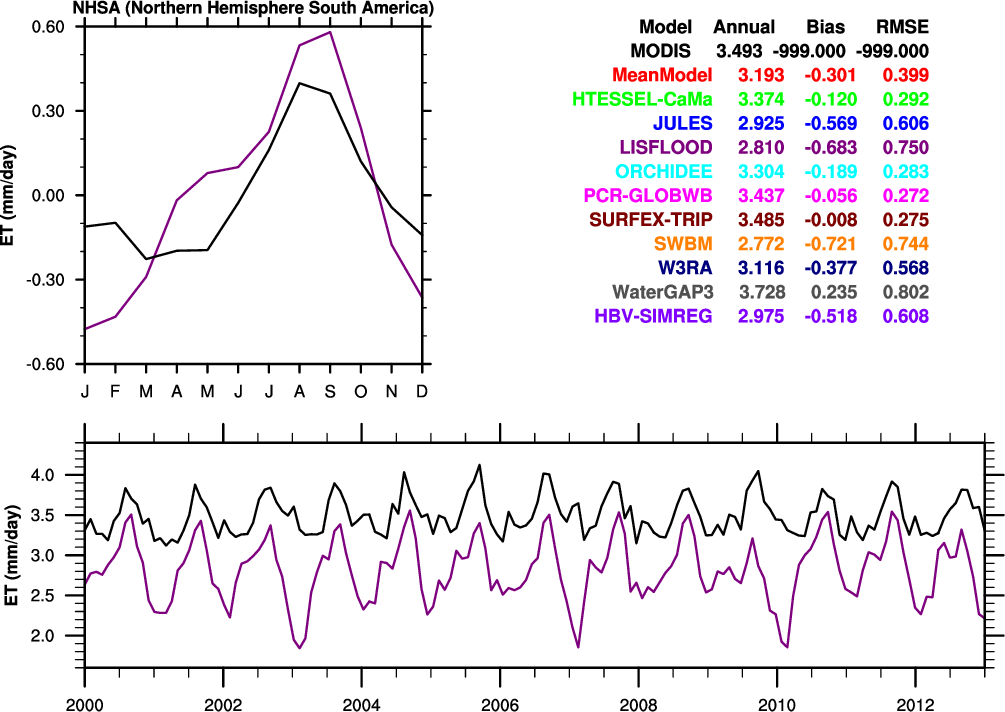 NHSA (Northern Hemisphere South America)
0.60
0.30
0.00
-0.30
-0.60
ET (mm/day)
J F M A M J J A S O N D
Model Annual Bias RMSE
MODIS 3.493 -999.000 -999.000
MeanModel 3.193 -0.301 0.399
HTESSEL-CaMa 3.374 -0.120 0.292
JULES 2.925 -0.569 0.606
LISFLOOD 2.810 -0.683 0.750
ORCHIDEE 3.304 -0.189 0.283
PCR-GLOBWB 3.437 -0.056 0.272
SURFEX-TRIP 3.485 -0.008 0.275
SWBM 2.772 -0.721 0.744
W3RA 3.116 -0.377 0.568
WaterGAP3 3.728 0.235 0.802
HBV-SIMREG 2.975 -0.518 0.608
4.0
3.5
3.0
2.5
2.0
ET (mm/day)
2000 2002 2004 2006 2008 2010 2012